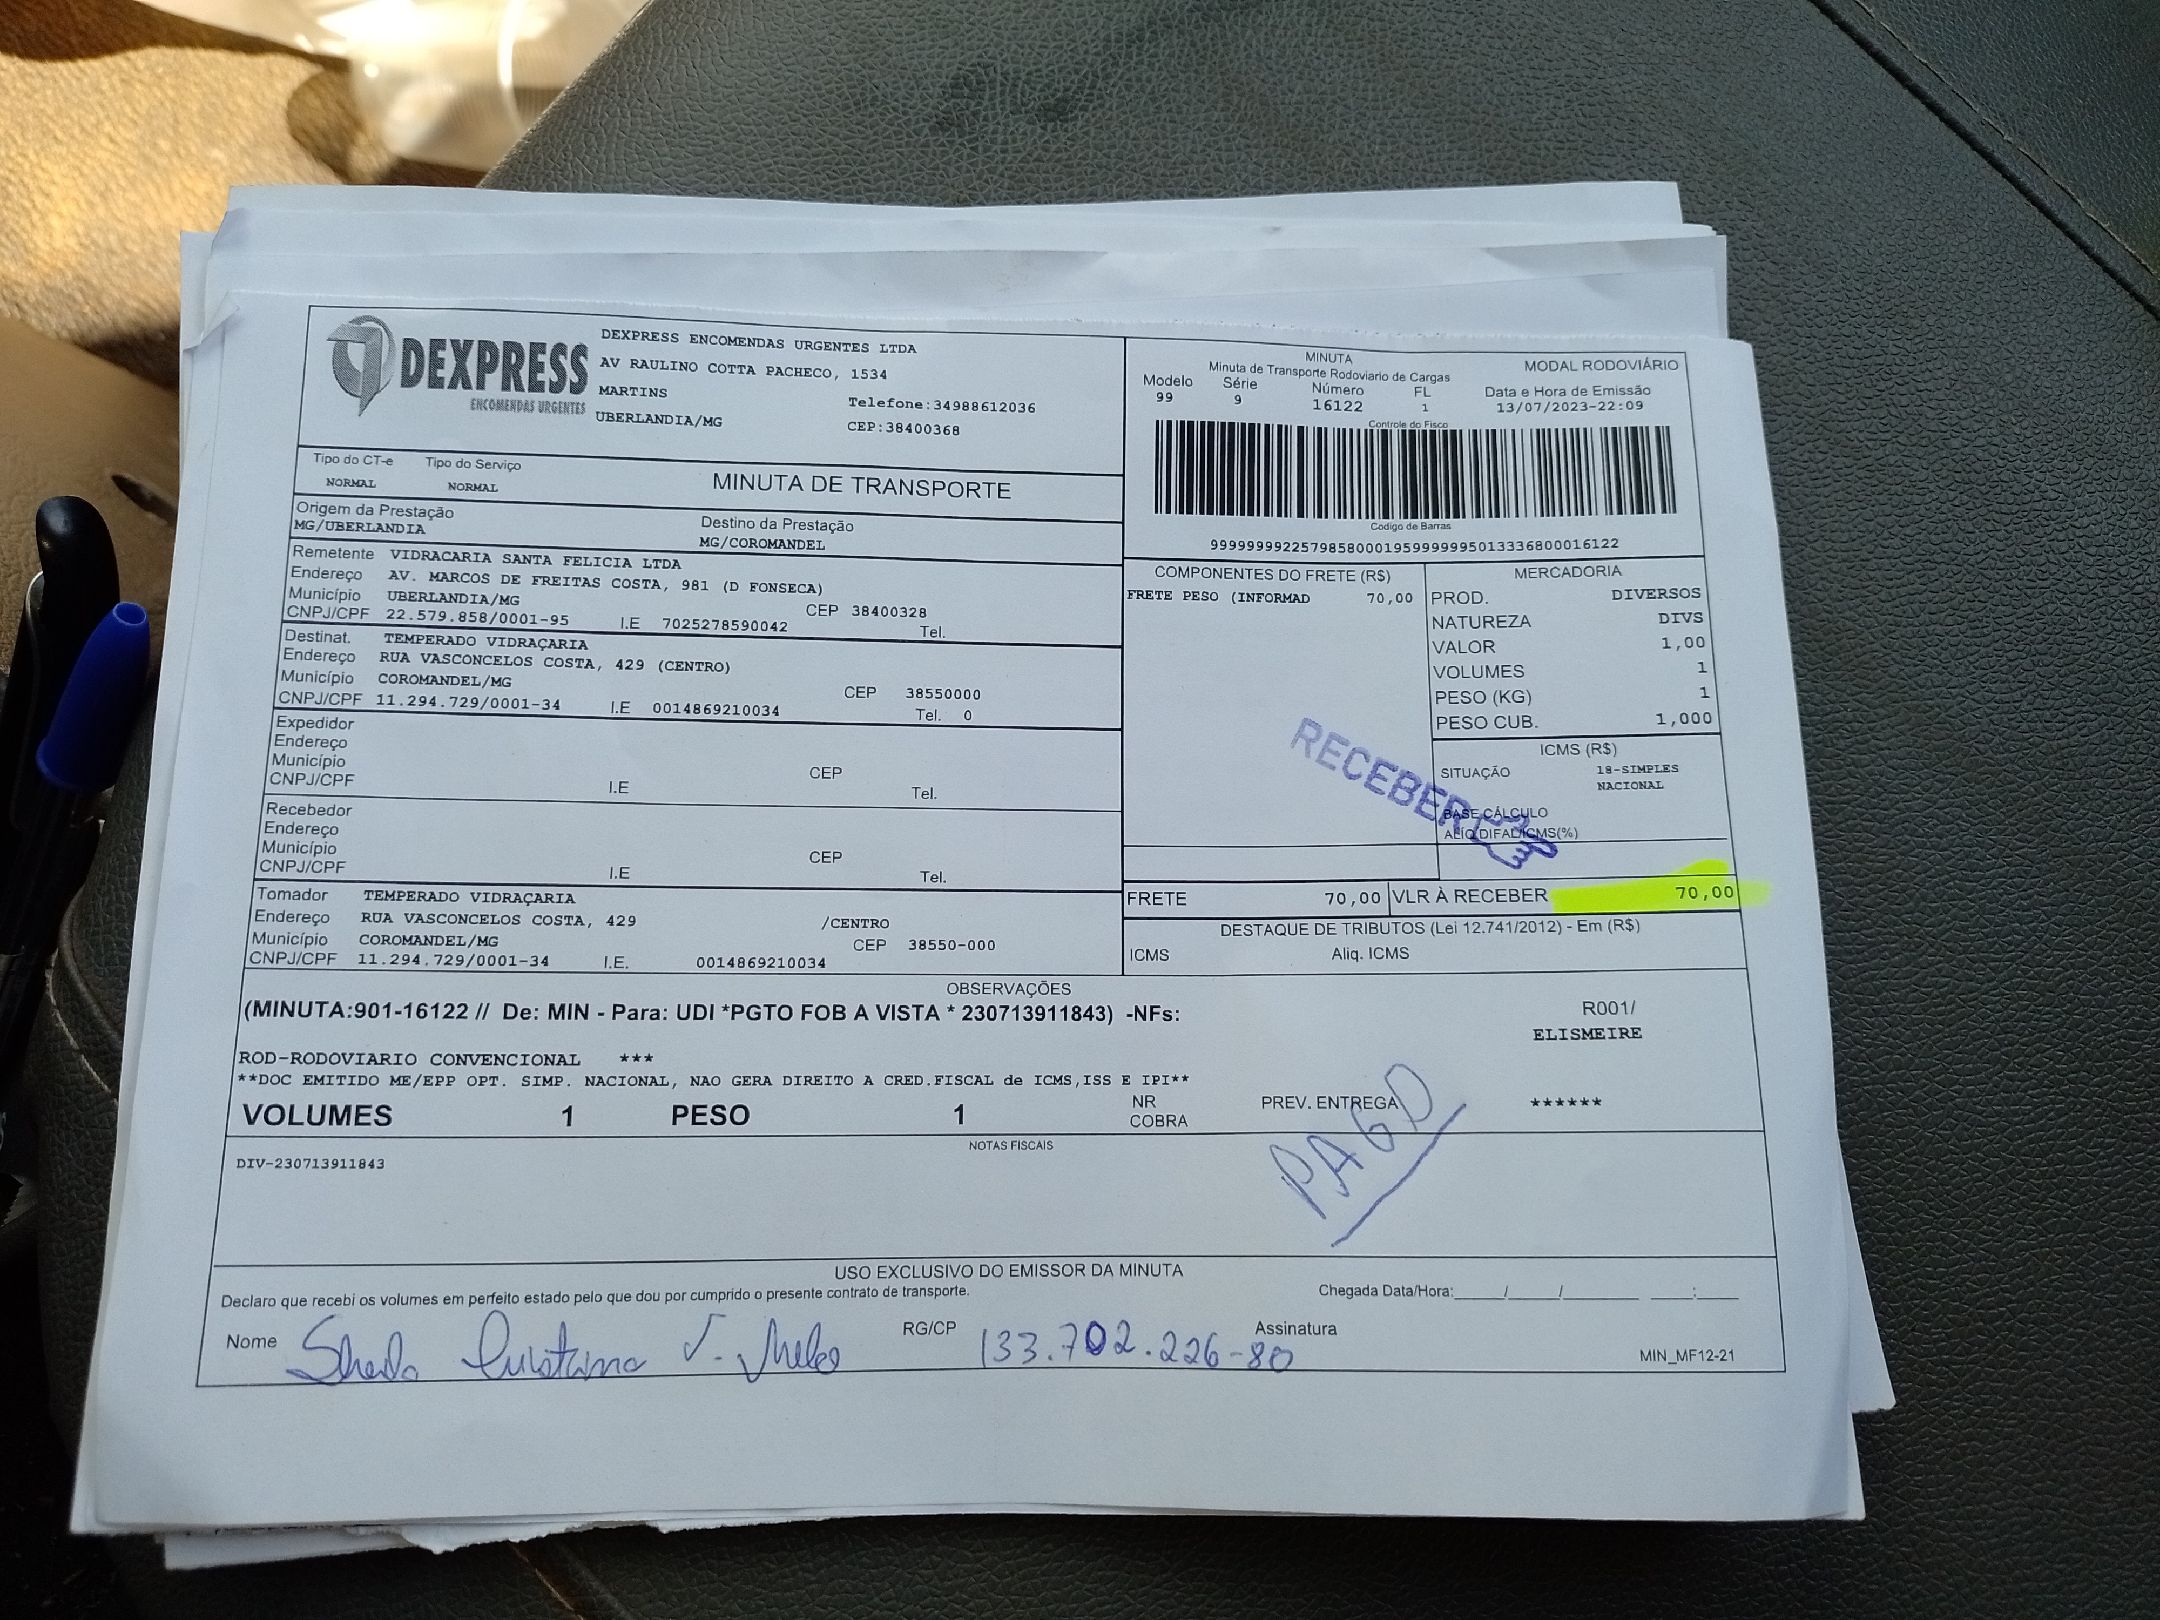 DEXPRESS
ENCOMENDAS URGENTES
DEXPRESS ENCOMENDAS URGENTES LTDA
AV RAULINO COTTA PACHECO, 1534
MARTINS
Telefone:34988612036
UBERLANDIA/MG
CEP:38400368
MINUTA
Minuta de Transporte Rodoviario de Cargas
MODAL RODOVIÁRIO
Modelo Série Número FL Data e Hora de Emissão
99 9 16122 1 13/07/2023-22:09
Controle do Fisco
Codigo de Barras
Tipo do CT-e Tipo do Serviço
NORMAL NORMAL
MINUTA DE TRANSPORTE
Origem da Prestação Destino da Prestação
MG/UBERLANDIA MG/COROMANDEL
Remetente VIDRACARIA SANTA FELICIA LTDA
Endereço AV. MARCOS DE FREITAS COSTA, 981 (D FONSECA)
Município UBERLANDIA/MG CEP 38400328
CNPJ/CPF 22.579.858/0001-95 I.E 7025278590042 Tel.
Destinat. TEMPERADO VIDRAÇARIA
Endereço RUA VASCONCELOS COSTA, 429 (CENTRO)
Município COROMANDEL/MG CEP 38550000
CNPJ/CPF 11.294.729/0001-34 I.E 0014869210034 Tel. 0
Expedidor
Endereço
Município CEP
CNPJ/CPF I.E Tel.
Recebedor
Endereço
Município CEP
CNPJ/CPF I.E Tel.
Tomador TEMPERADO VIDRAÇARIA
Endereço RUA VASCONCELOS COSTA, 429 /CENTRO
Município COROMANDEL/MG CEP 38550-000
CNPJ/CPF 11.294.729/0001-34 I.E. 0014869210034
COMPONENTES DO FRETE (R$)
FRETE PESO (INFORMAD 70,00
MERCADORIA
PROD. DIVERSOS
NATUREZA DIVS
VALOR 1,00
VOLUMES 1
PESO (KG) 1
PESO CUB. 1,000
RECEBER
ICMS (R$)
SITUAÇÃO 18-SIMPLES
NACIONAL
BASE CÁLCULO
ALÍQ DIFAL/ICMS(%)
FRETE 70,00 VLR À RECEBER 70,00
DESTAQUE DE TRIBUTOS (Lei 12.741/2012) - Em (R$)
ICMS Aliq. ICMS
OBSERVAÇÕES
(MINUTA:901-16122 // De: MIN - Para: UDI *PGTO FOB A VISTA * 230713911843) -NFs:
R001/
ELISMEIRE
ROD-RODOVIARIO CONVENCIONAL ***
**DOC EMITIDO ME/EPP OPT. SIMP. NACIONAL, NAO GERA DIREITO A CRED.FISCAL de ICMS,ISS E IPI**
VOLUMES 1 PESO 1
NR
COBRA
PREV. ENTREGA ******
PAGO
NOTAS FISCAIS
DIV-230713911843
USO EXCLUSIVO DO EMISSOR DA MINUTA
Declaro que recebi os volumes em perfeito estado pelo que dou por cumprido o presente contrato de transporte.
Chegada Data/Hora:_____/_____/_______ ____:____
Nome Sheila Cristina V. Melo RG/CP 133.702.226-80 Assinatura
MIN_MF12-21